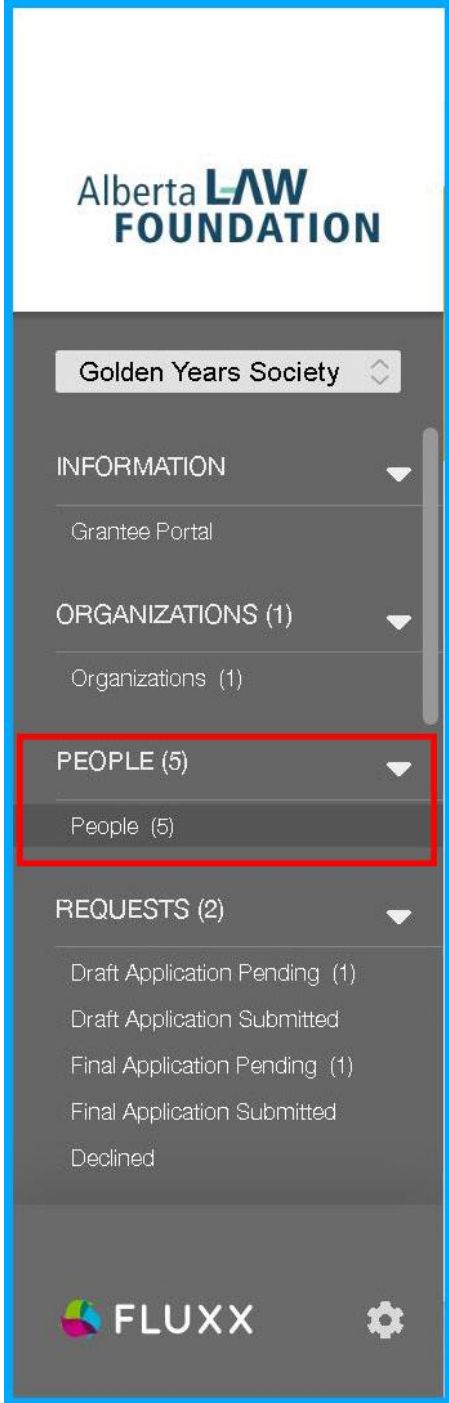 Alberta LAW
FOUNDATION
Golden Years Society
INFORMATION
Grantee Portal
ORGANIZATIONS (1)
Organizations (1)
PEOPLE (5)
People (5)
REQUESTS (2)
Draft Application Pending (1)
Draft Application Submitted
Final Application Pending (1)
Final Application Submitted
Declined
FLUXX